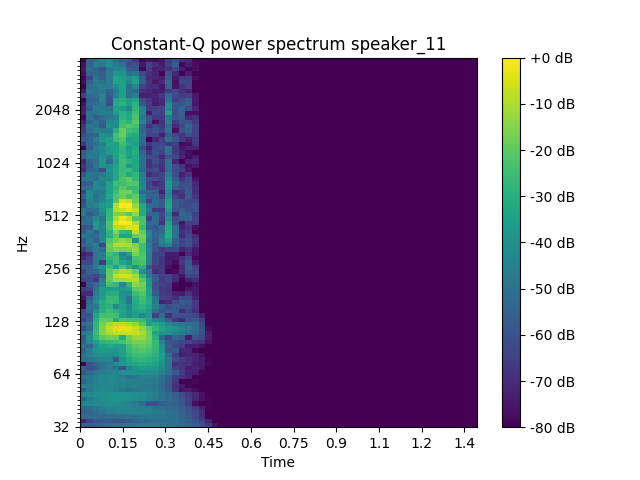 Constant-Q power spectrum speaker_11
Hz
2048
1024
512
256
128
64
32
0 0.15 0.3 0.45 0.6 0.75 0.9 1.1 1.2 1.4
Time
+0 dB
-10 dB
-20 dB
-30 dB
-40 dB
-50 dB
-60 dB
-70 dB
-80 dB